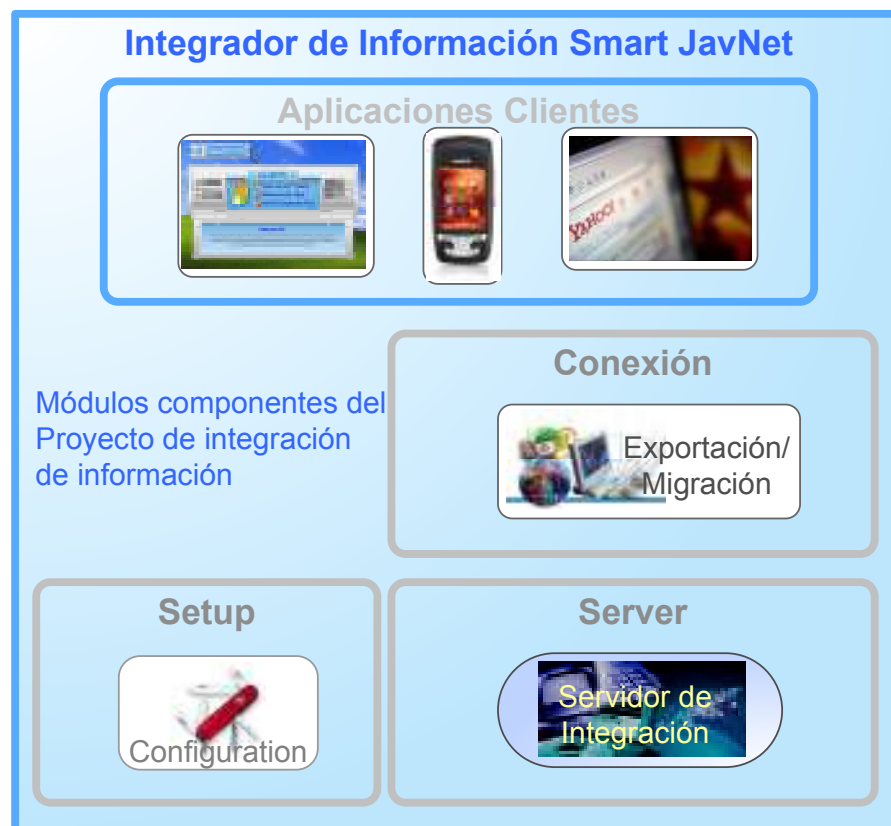 Integrador de Información Smart JavNet
Aplicaciones Clientes
YAHOO!
Conexión
Módulos componentes del
Proyecto de integración
de información
Exportación/
Migración
Setup
Configuration
Server
Servidor de
Integración